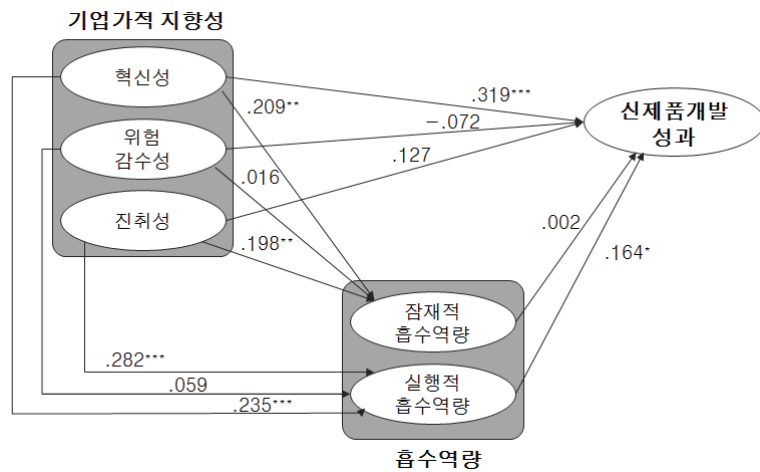 기업가적 지향성
혁신성
.209**
.319***
신제품개발
성과
위험
감수성
-.072
.127
.016
진취성
.198**
.002
.164*
잠재적
흡수역량
.282***
실행적
흡수역량
.059
.235***
흡수역량